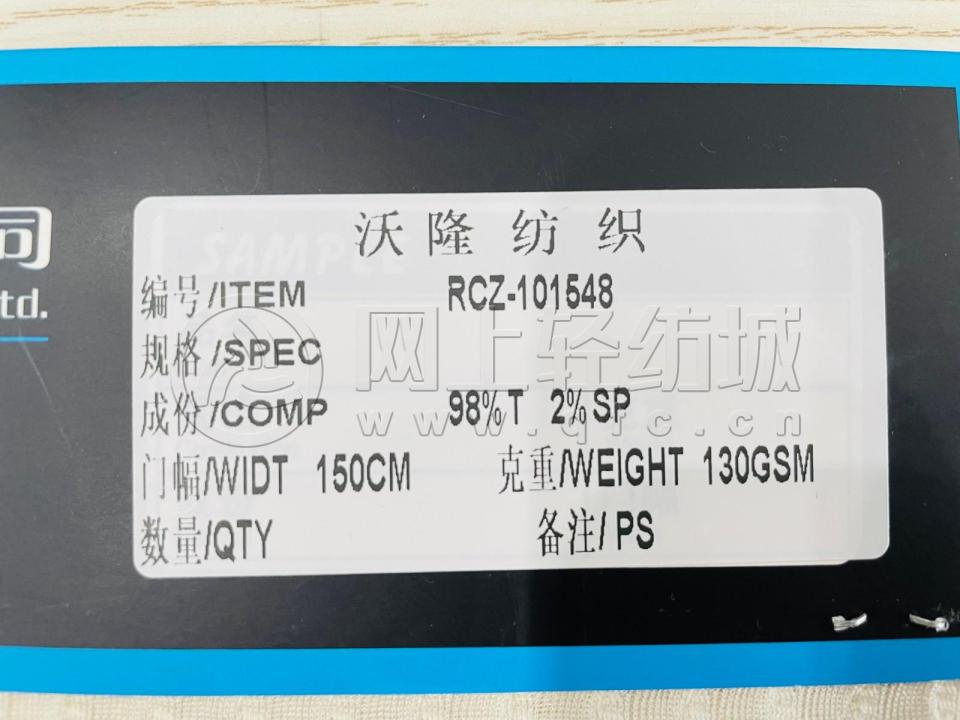 沃隆纺织
SAMPLE
司
td.
编号/ITEM RCZ-101548
规格/SPEC
网上轻纺城
成份/COMP 98%T 2%SP
www.qfc.cn
门幅/WIDT 150CM 克重/WEIGHT 130GSM
数量/QTY 备注/PS